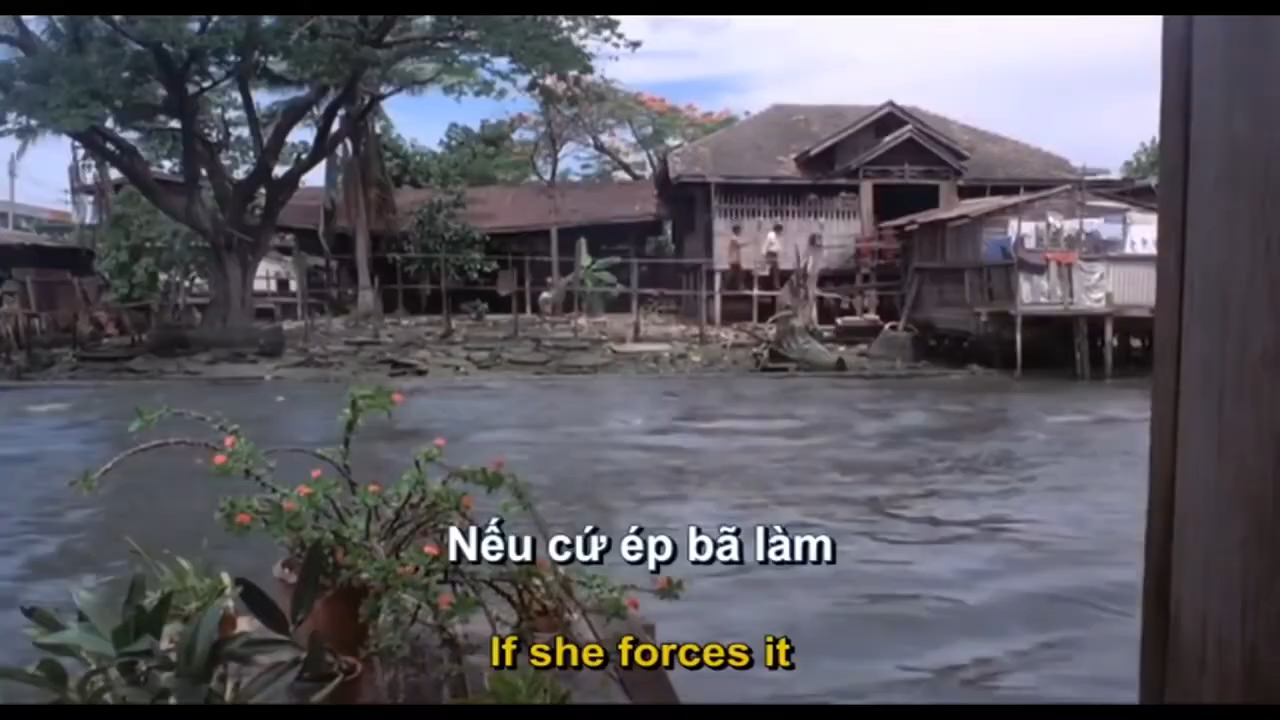 Nếu cứ ép bã làm
If she forces it